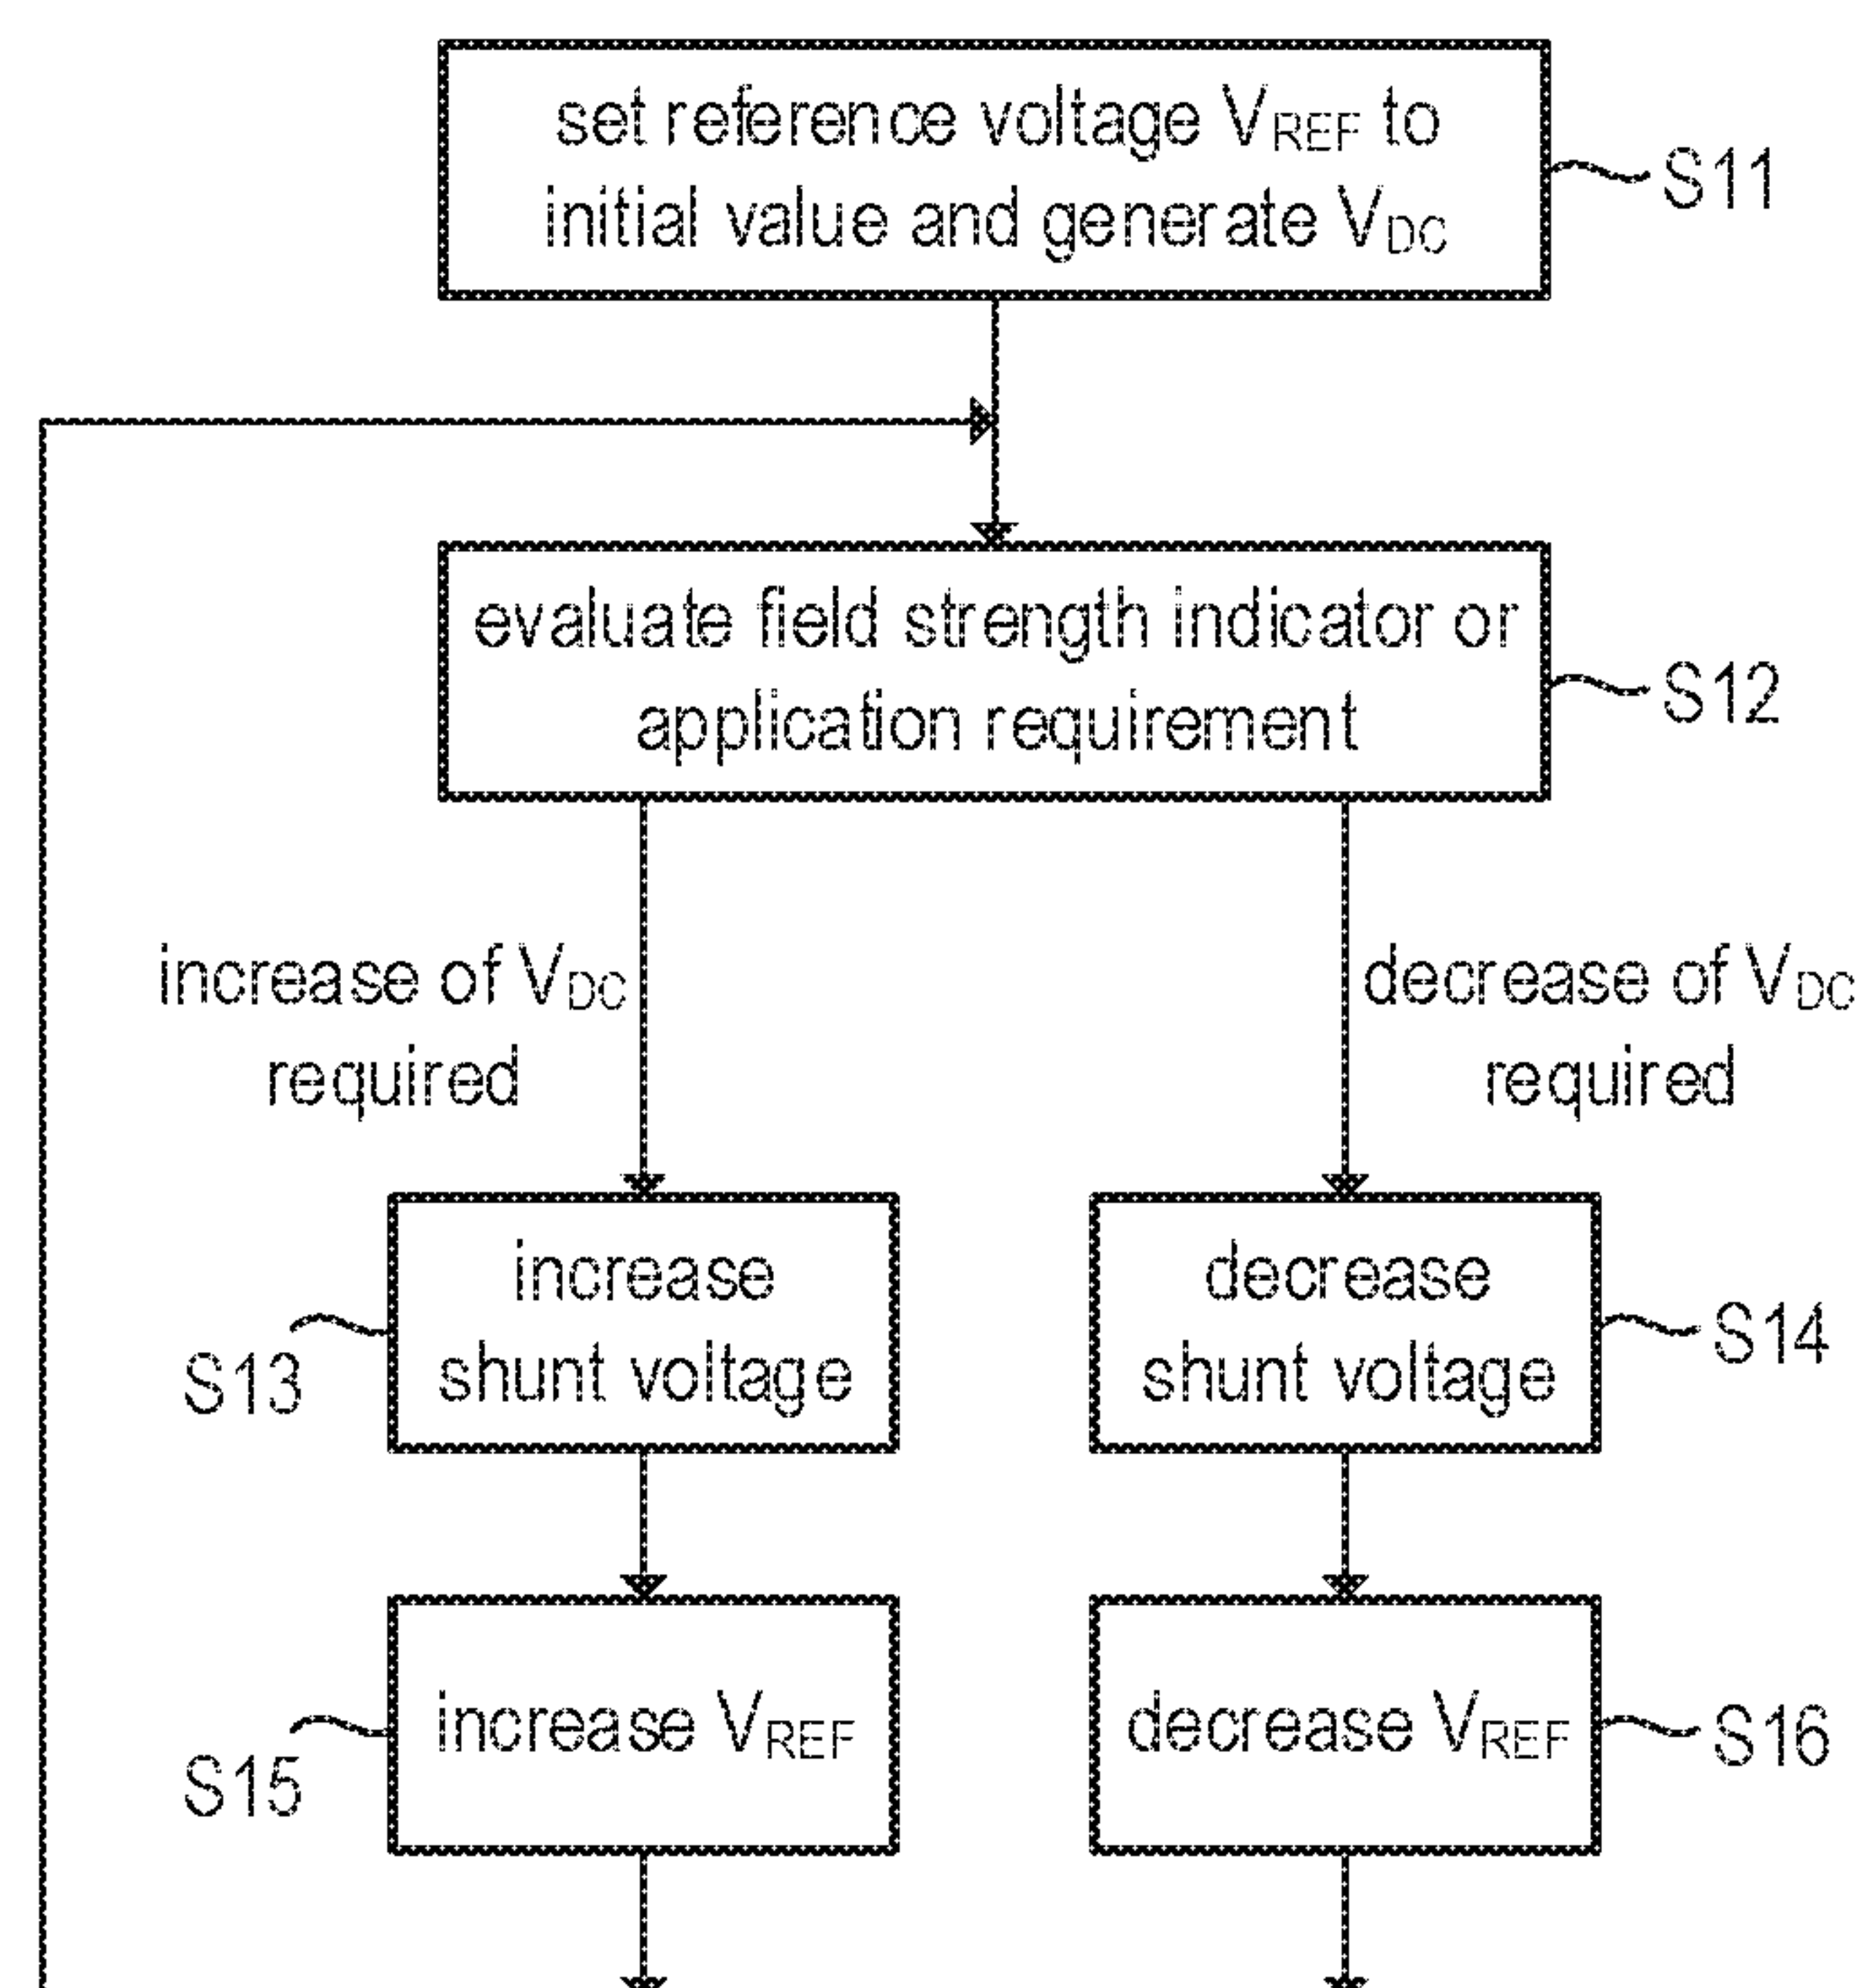 set reference voltage VREF to
initial value and generate VDC
S11
evaluate field strength indicator or
application requirement
S12
increase of VDC
required
decrease of VDC
required
increase
shunt voltage
S13
decrease
shunt voltage
S14
increase VREF
S15
decrease VREF
S16